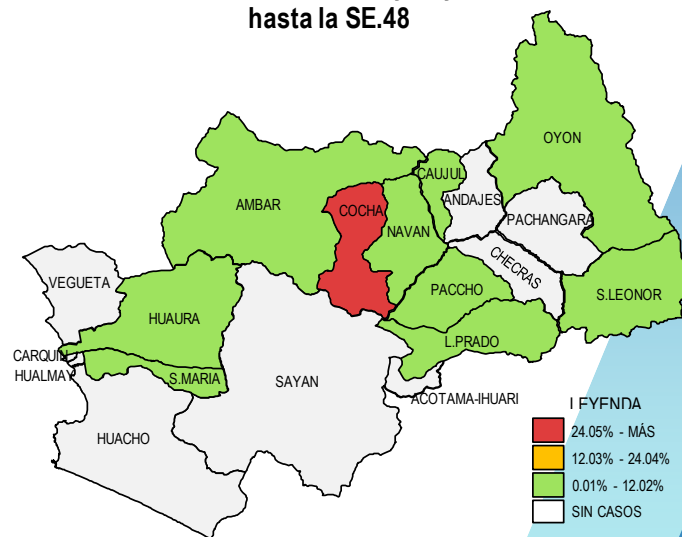 hasta la SE.48
OYON
CAUJUL
AMBAR
ANDAJES
COCHA
PACHANGARA
NAVAN
CHECRAS
VEGUETA
PACCHO
S.LEONOR
HUAURA
L.PRADO
CARQUIN
HUALMAY
S.MARIA
SAYAN
ACOTAMA-IHUARI
HUACHO
LEYENDA
24.05% - MÁS
12.03% - 24.04%
0.01% - 12.02%
SIN CASOS